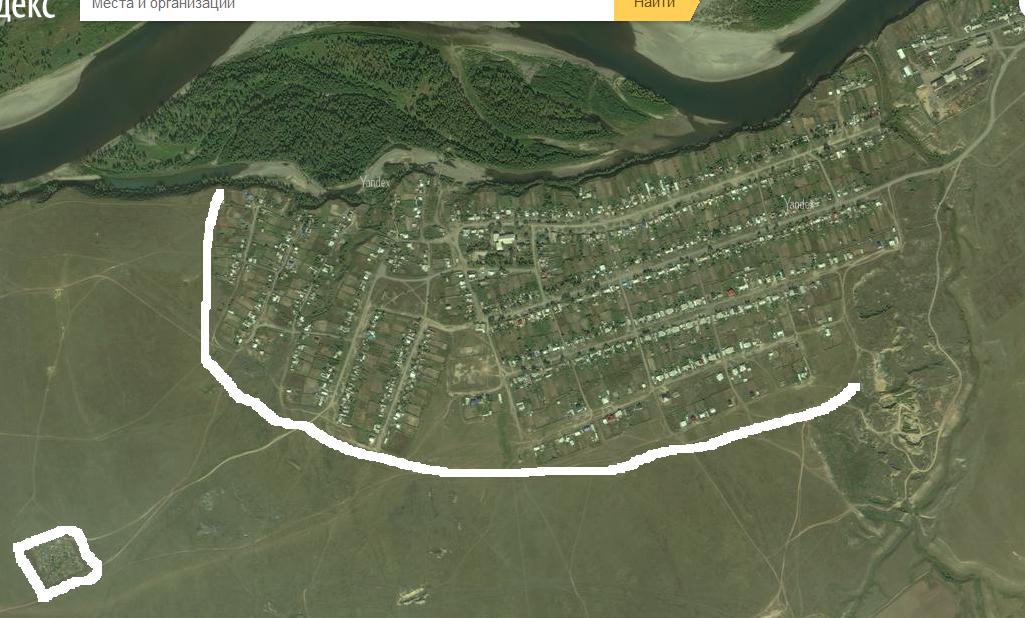 декс
Места и организации
Найти
Yandex
Yandex